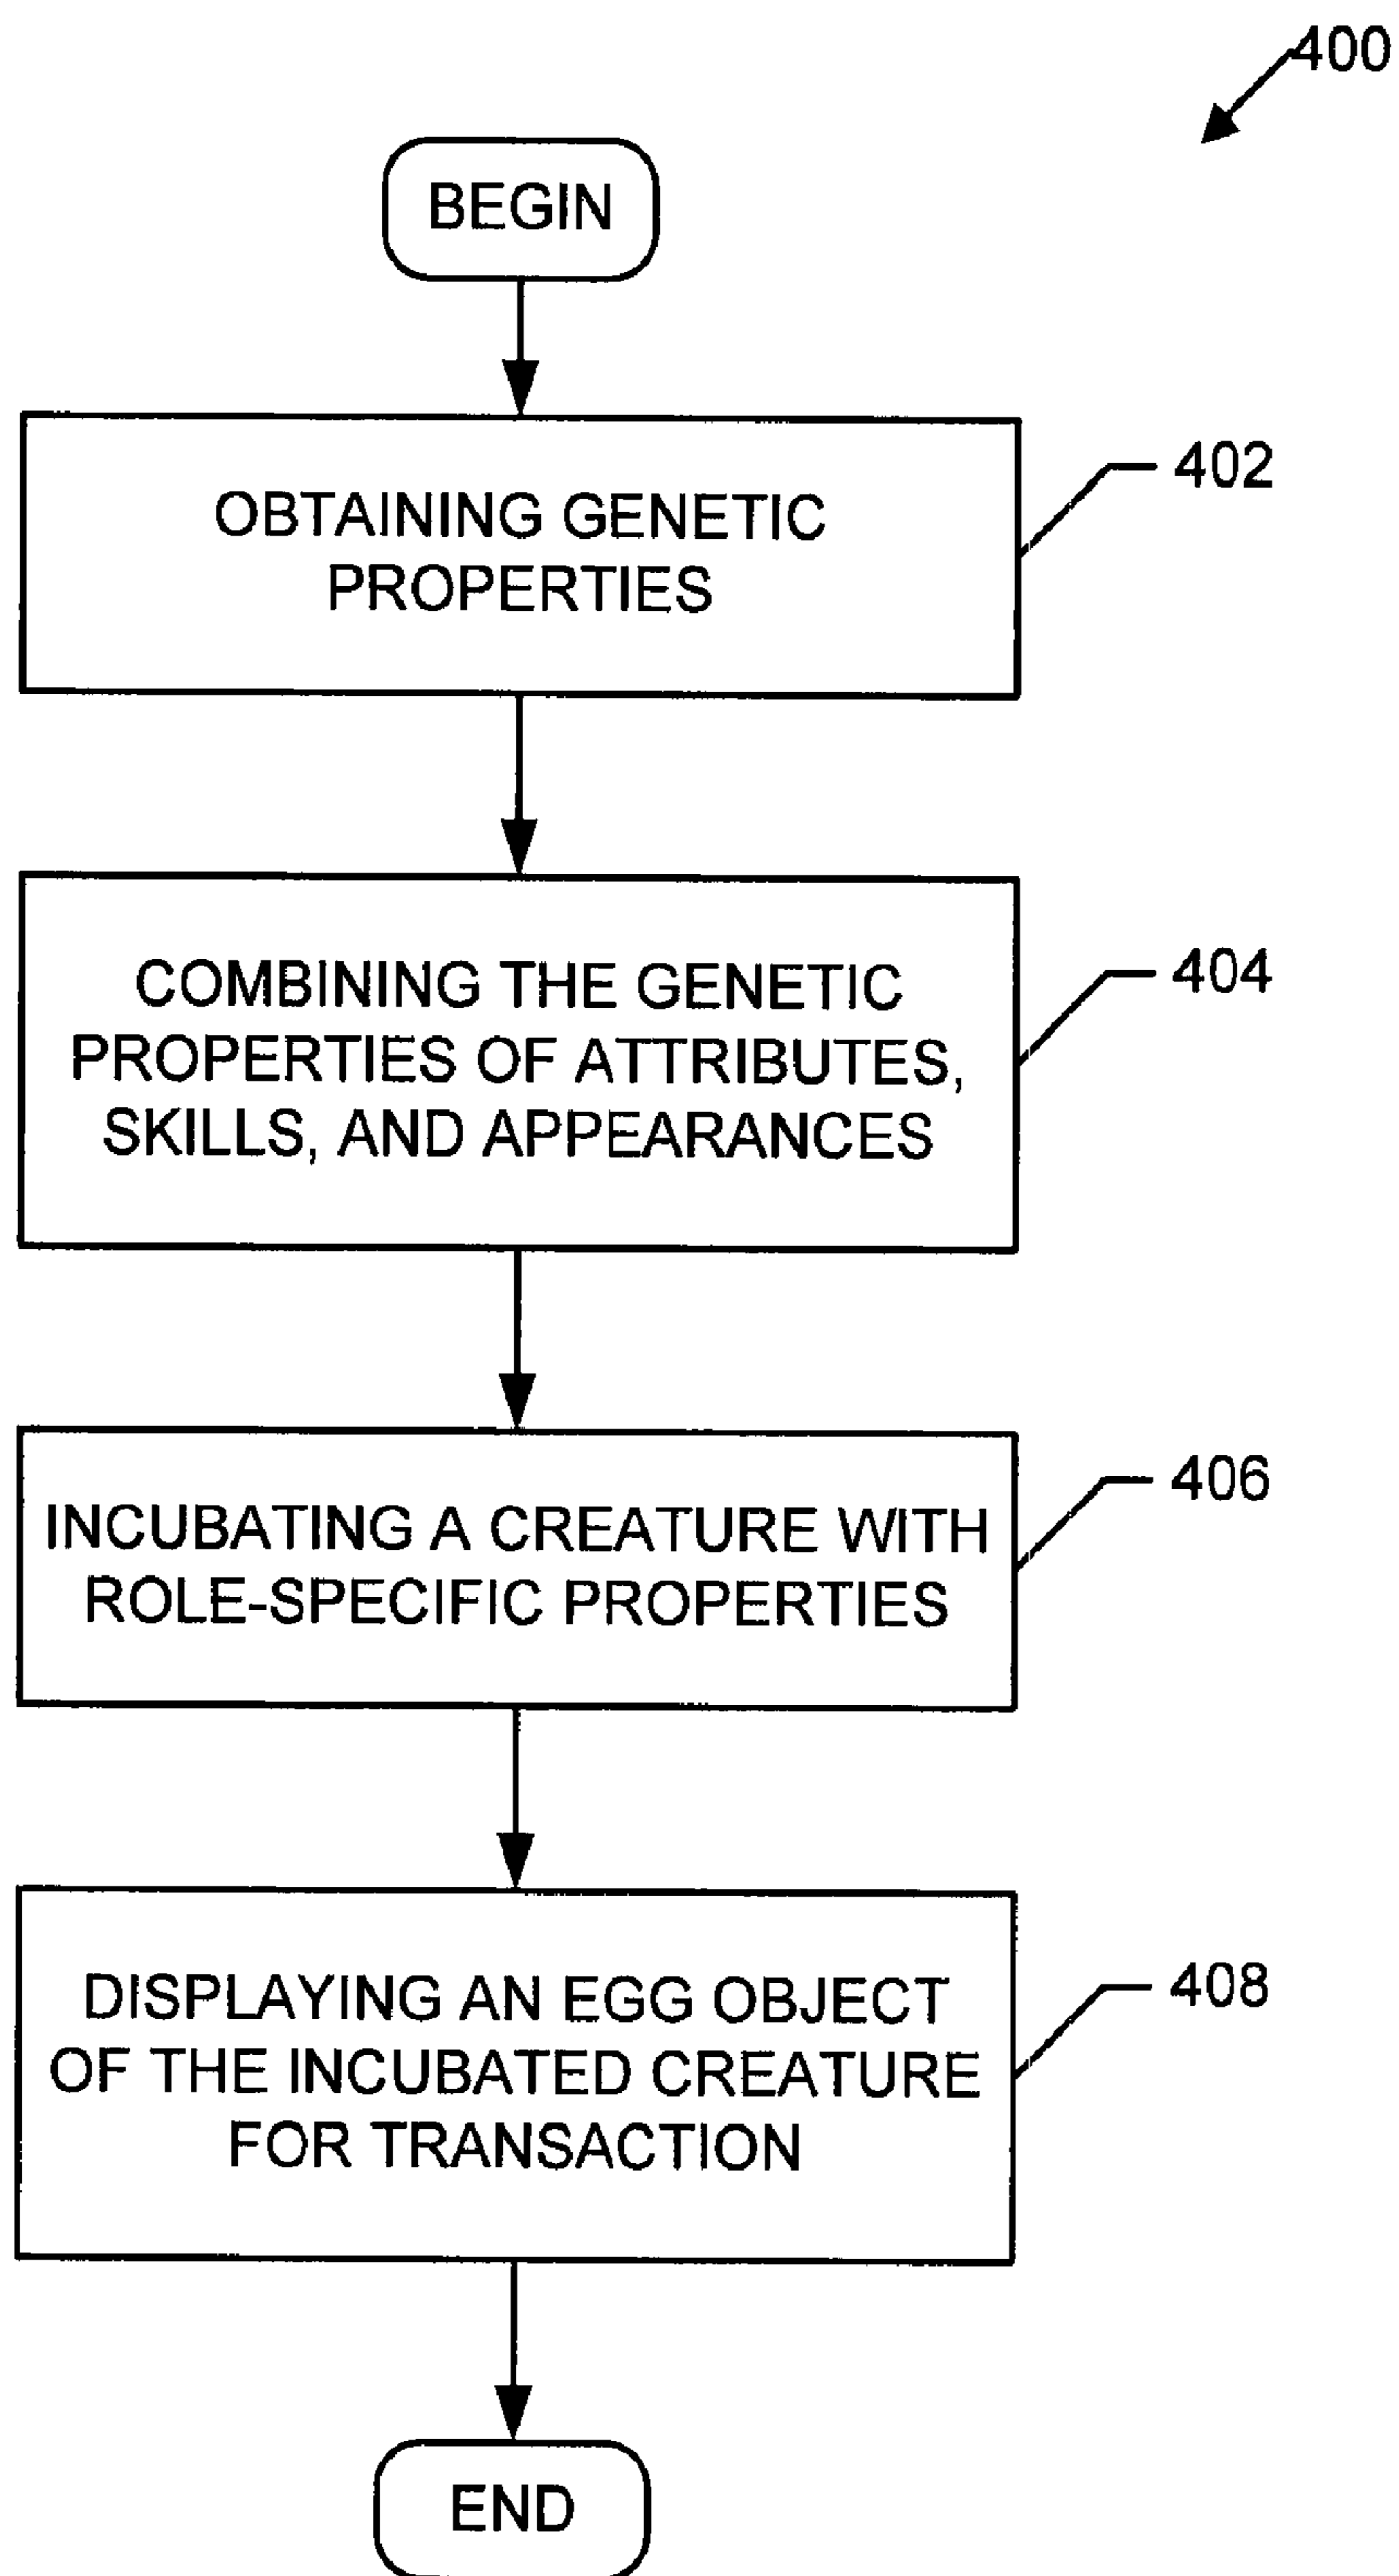 400
BEGIN
OBTAINING GENETIC
PROPERTIES
402
COMBINING THE GENETIC
PROPERTIES OF ATTRIBUTES,
SKILLS, AND APPEARANCES
404
INCUBATING A CREATURE WITH
ROLE-SPECIFIC PROPERTIES
406
DISPLAYING AN EGG OBJECT
OF THE INCUBATED CREATURE
FOR TRANSACTION
408
END